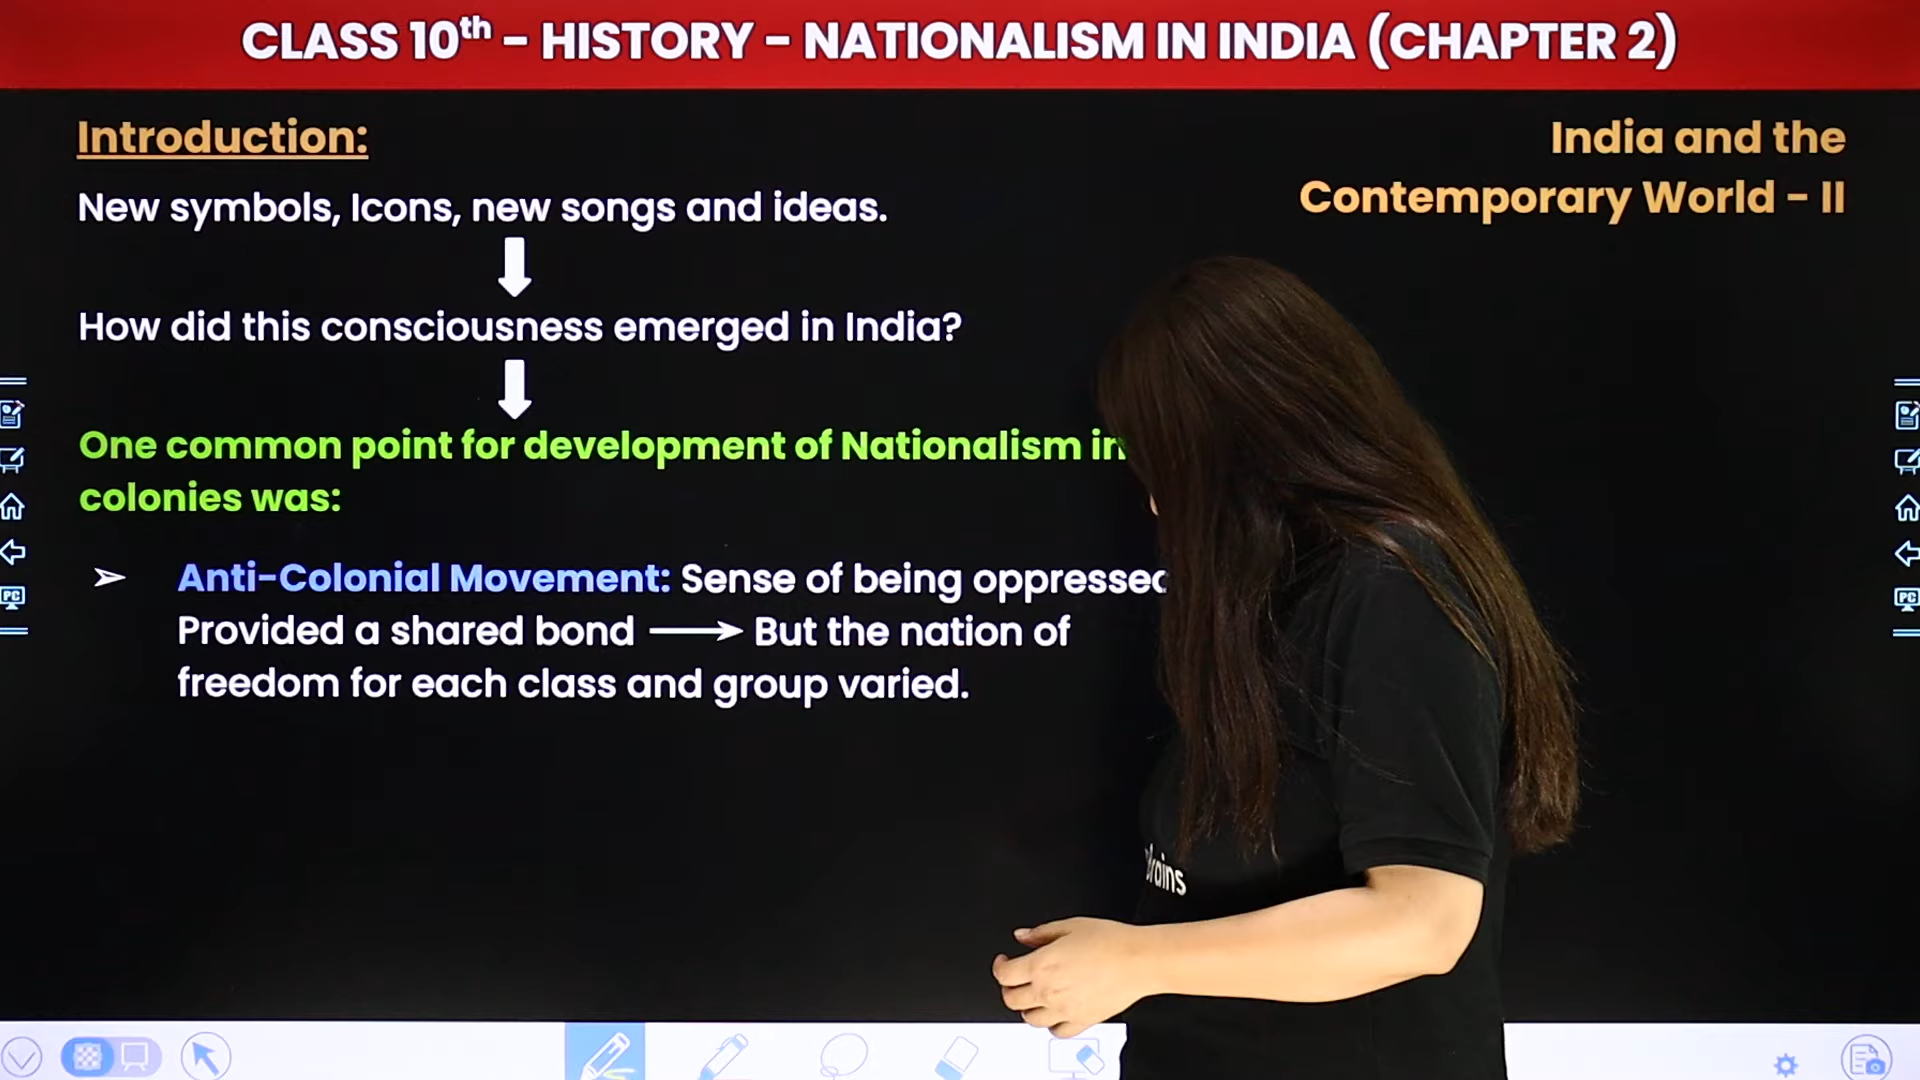 CLASS 10th - HISTORY - NATIONALISM IN INDIA (CHAPTER 2)
Introduction:
India and the
Contemporary World - II
New symbols, Icons, new songs and ideas.
How did this consciousness emerged in India?
One common point for development of Nationalism in
colonies was:
➢ Anti-Colonial Movement: Sense of being oppressed
Provided a shared bond → But the nation of
freedom for each class and group varied.
PC
PC